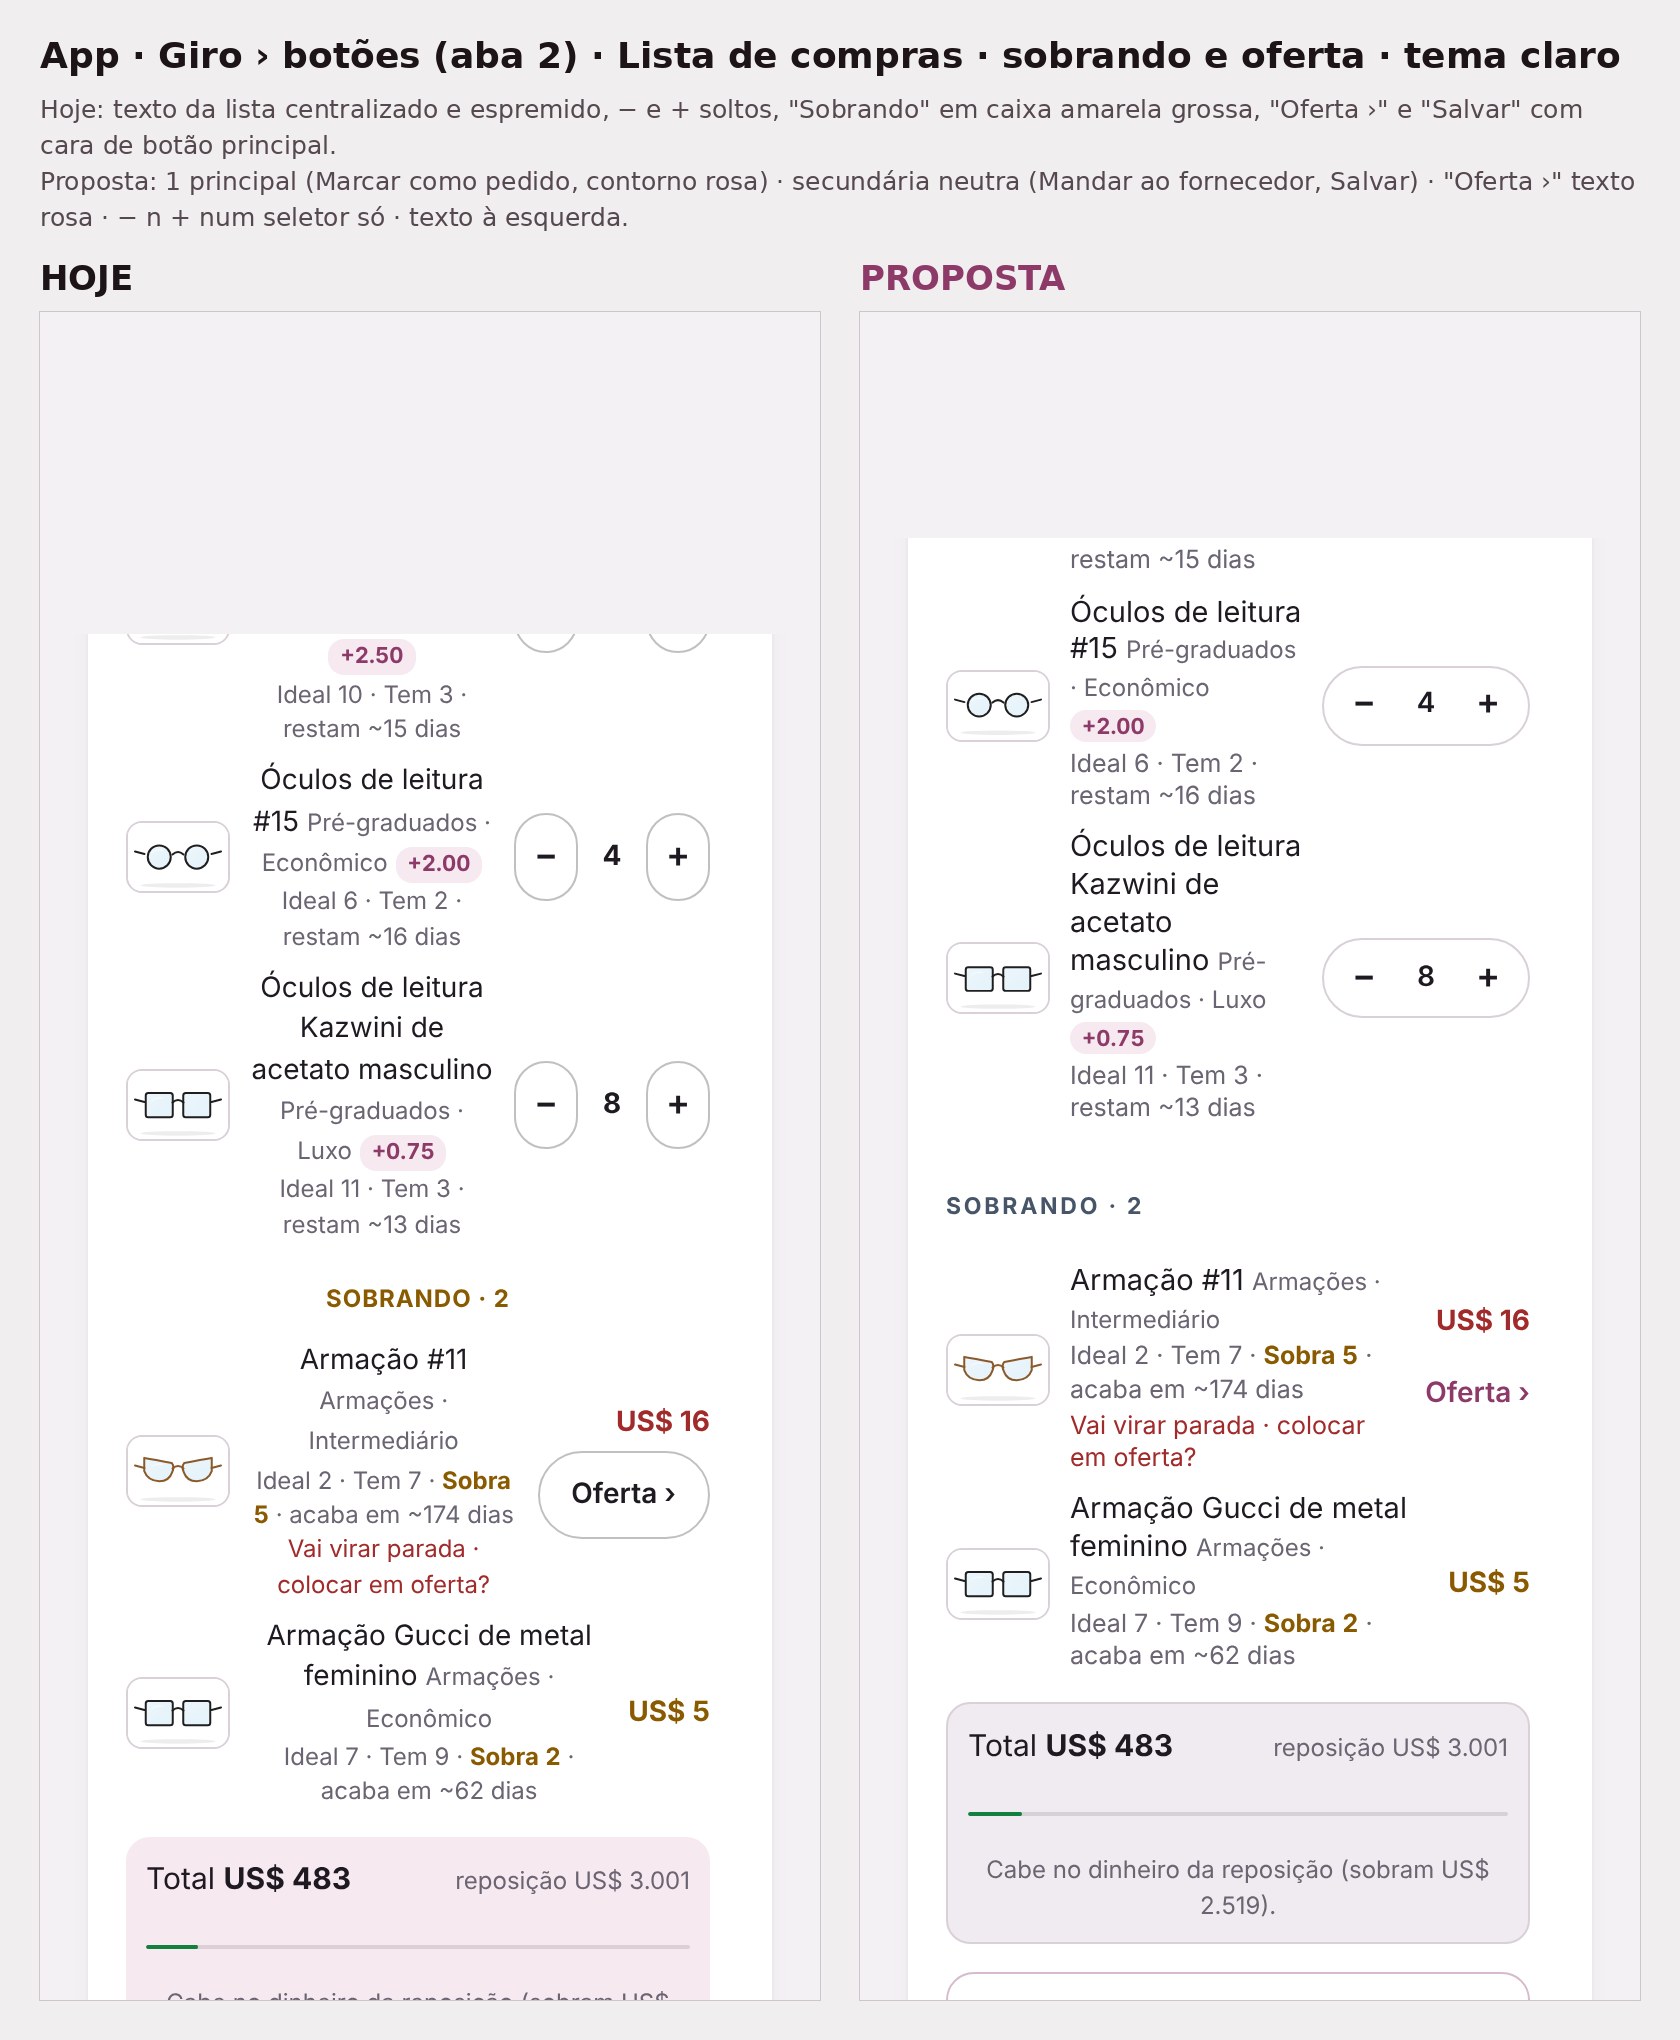 App · Giro › botões (aba 2) · Lista de compras · sobrando e oferta · tema claro
Hoje: texto da lista centralizado e espremido, − e + soltos, "Sobrando" em caixa amarela grossa, "Oferta ›" e "Salvar" com
cara de botão principal.
Proposta: 1 principal (Marcar como pedido, contorno rosa) · secundária neutra (Mandar ao fornecedor, Salvar) · "Oferta ›" texto
rosa · − n + num seletor só · texto à esquerda.
HOJE
+2.50
Ideal 10 · Tem 3 ·
restam ~15 dias
Óculos de leitura
#15 Pré-graduados ·
Econômico +2.00
Ideal 6 · Tem 2 ·
restam ~16 dias
− 4 +
Óculos de leitura
Kazwini de
acetato masculino
Pré-graduados ·
Luxo +0.75
Ideal 11 · Tem 3 ·
restam ~13 dias
− 8 +
SOBRANDO · 2
Armação #11
Armações ·
Intermediário
Ideal 2 · Tem 7 · Sobra
5 · acaba em ~174 dias
Vai virar parada ·
colocar em oferta?
US$ 16
Oferta ›
Armação Gucci de metal
feminino Armações ·
Econômico
Ideal 7 · Tem 9 · Sobra 2 ·
acaba em ~62 dias
US$ 5
Total US$ 483 reposição US$ 3.001
Cabe no dinheiro da reposição (sobram US$
PROPOSTA
restam ~15 dias
Óculos de leitura
#15 Pré-graduados
· Econômico
+2.00
Ideal 6 · Tem 2 ·
restam ~16 dias
− 4 +
Óculos de leitura
Kazwini de
acetato
masculino Pré-
graduados · Luxo
+0.75
Ideal 11 · Tem 3 ·
restam ~13 dias
− 8 +
SOBRANDO · 2
Armação #11 Armações ·
Intermediário
Ideal 2 · Tem 7 · Sobra 5 ·
acaba em ~174 dias
Vai virar parada · colocar
em oferta?
US$ 16
Oferta ›
Armação Gucci de metal
feminino Armações ·
Econômico
Ideal 7 · Tem 9 · Sobra 2 ·
acaba em ~62 dias
US$ 5
Total US$ 483 reposição US$ 3.001
Cabe no dinheiro da reposição (sobram US$
2.519).